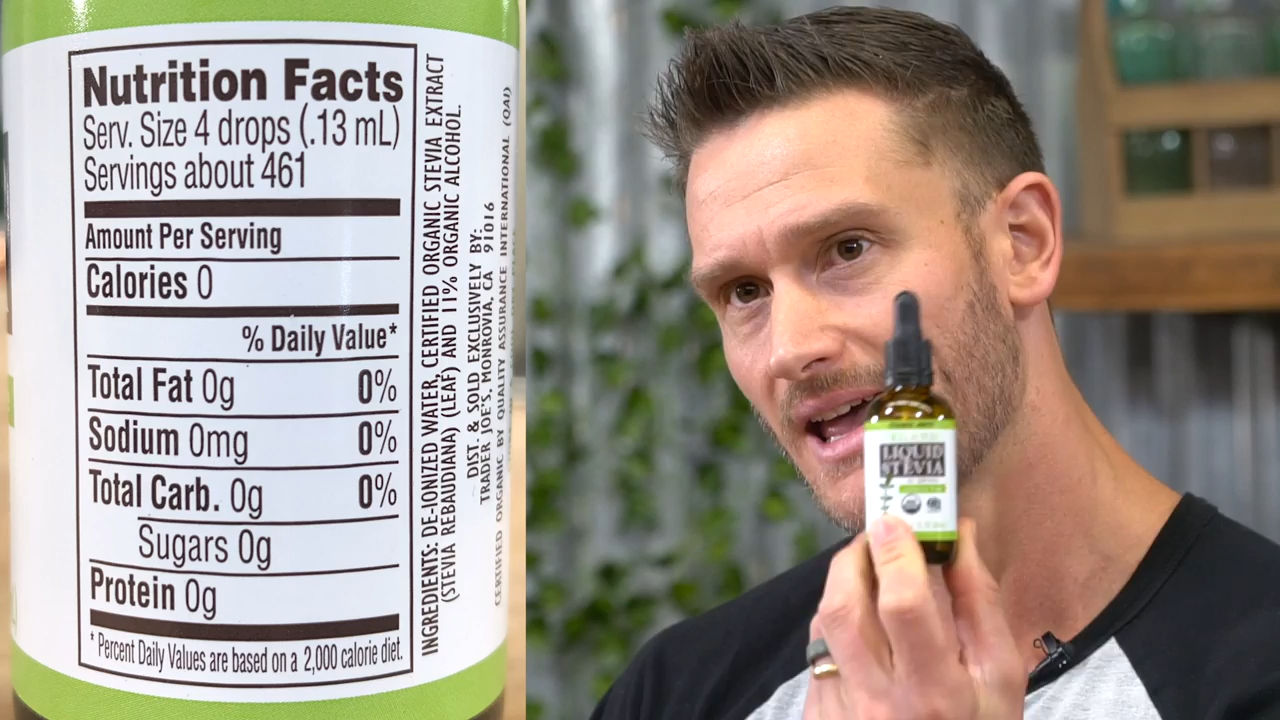 Nutrition Facts
Serv. Size 4 drops (.13 mL)
Servings about 461
Amount Per Serving
Calories 0
% Daily Value*
Total Fat 0g 0%
Sodium 0mg 0%
Total Carb. 0g 0%
Sugars 0g
Protein 0g
* Percent Daily Values are based on a 2,000 calorie diet.
INGREDIENTS: DE-IONIZED WATER, CERTIFIED ORGANIC STEVIA EXTRACT
(STEVIA REBAUDIANA) (LEAF) AND 11% ORGANIC ALCOHOL.
DIST. & SOLD EXCLUSIVELY BY:
TRADER JOE'S, MONROVIA, CA 91016
CERTIFIED ORGANIC BY QUALITY ASSURANCE INTERNATIONAL (QAI)
LIQUID
STEVIA